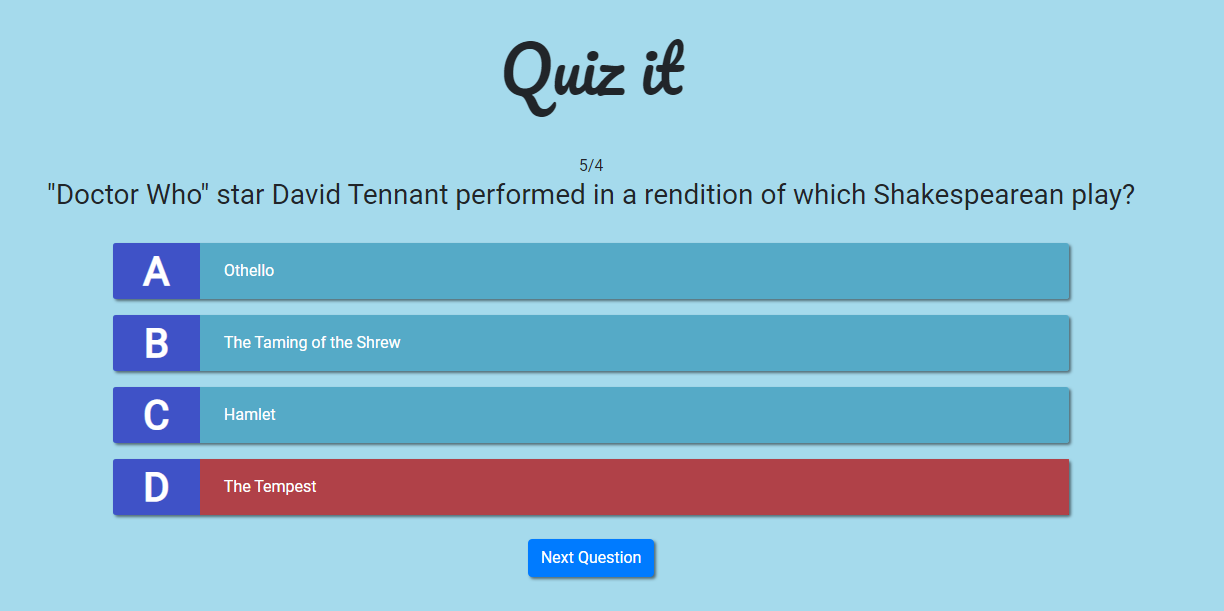 Quiz it
5/4
"Doctor Who" star David Tennant performed in a rendition of which Shakespearean play?
A Othello
B The Taming of the Shrew
C Hamlet
D The Tempest
Next Question